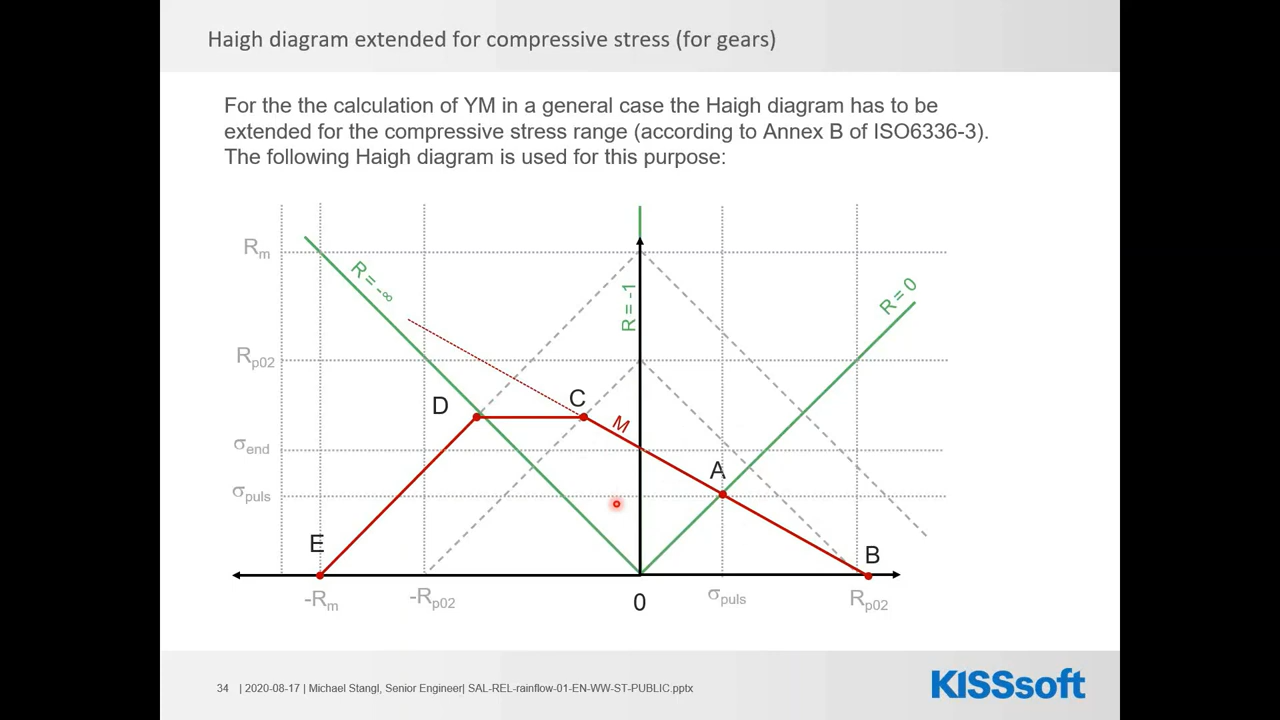 Haigh diagram extended for compressive stress (for gears)
For the the calculation of YM in a general case the Haigh diagram has to be
extended for the compressive stress range (according to Annex B of ISO6336-3).
The following Haigh diagram is used for this purpose:
Rm
R = -∞
R = -1
R = 0
Rp02
D
C
M
σend
A
σpuls
E
B
-Rm
-Rp02
0
σpuls
Rp02
34 | 2020-08-17 | Michael Stangl, Senior Engineer| SAL-REL-rainflow-01-EN-WW-ST-PUBLIC.pptx
KISSsoft